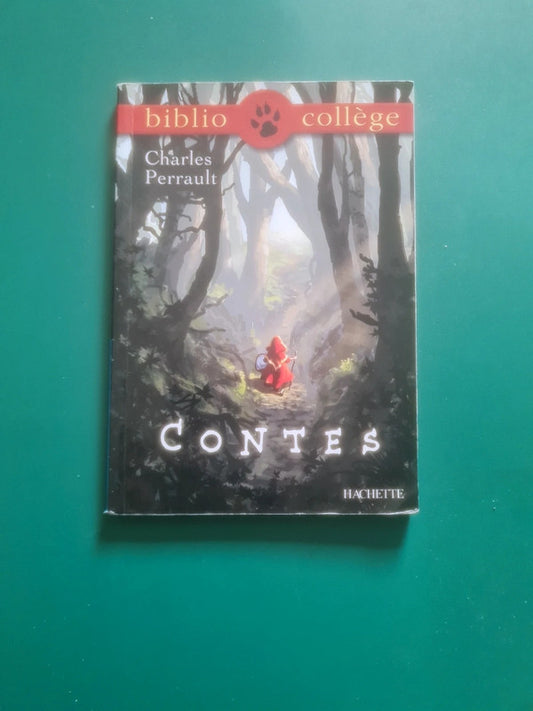 biblio collège
Charles
Perrault
CONTES
HACHETTE